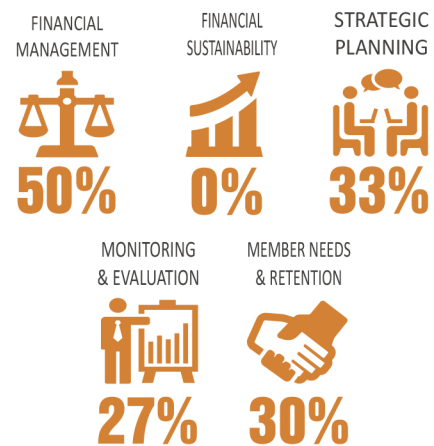 FINANCIAL
MANAGEMENT
50%
FINANCIAL
SUSTAINABILITY
0%
STRATEGIC
PLANNING
33%
MONITORING
& EVALUATION
27%
MEMBER NEEDS
& RETENTION
30%